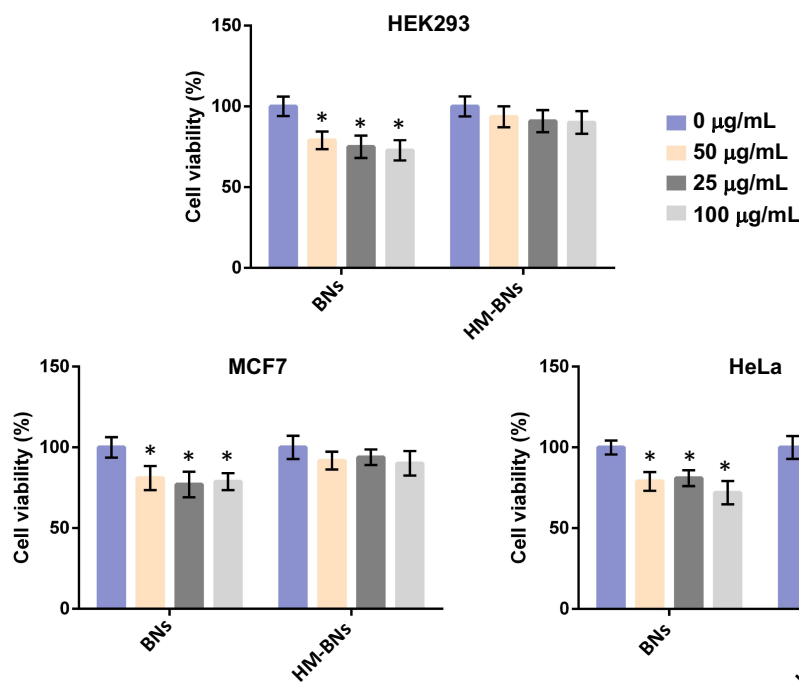 HEK293
150
100
50
0
Cell viability (%)
* * *
BNs
HM-BNs
0 μg/mL
50 μg/mL
25 μg/mL
100 μg/mL
MCF7
150
100
50
0
Cell viability (%)
* * *
BNs
HM-BNs
HeLa
150
100
50
0
Cell viability (%)
* * *
BNs